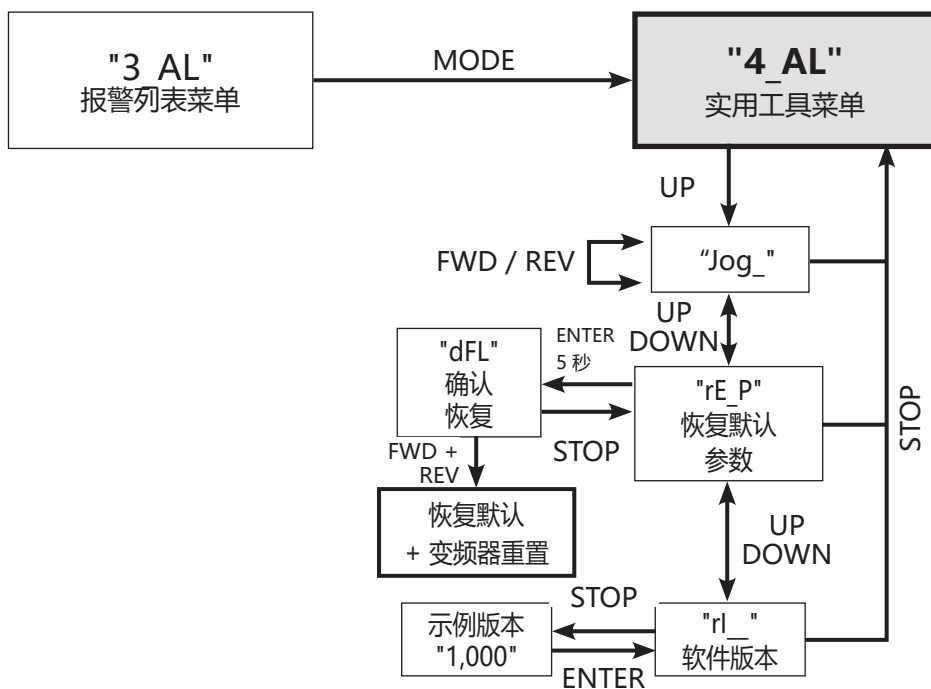 "3_AL"
报警列表菜单
MODE
"4_AL"
实用工具菜单
UP
FWD / REV
“Jog_"
UP
DOWN
ENTER
5 秒
"dFL"
确认
恢复
"rE_P"
恢复默认
参数
STOP
STOP
FWD +
REV
恢复默认
+ 变频器重置
UP
DOWN
STOP
示例版本
"1,000"
ENTER
"rl__"
软件版本